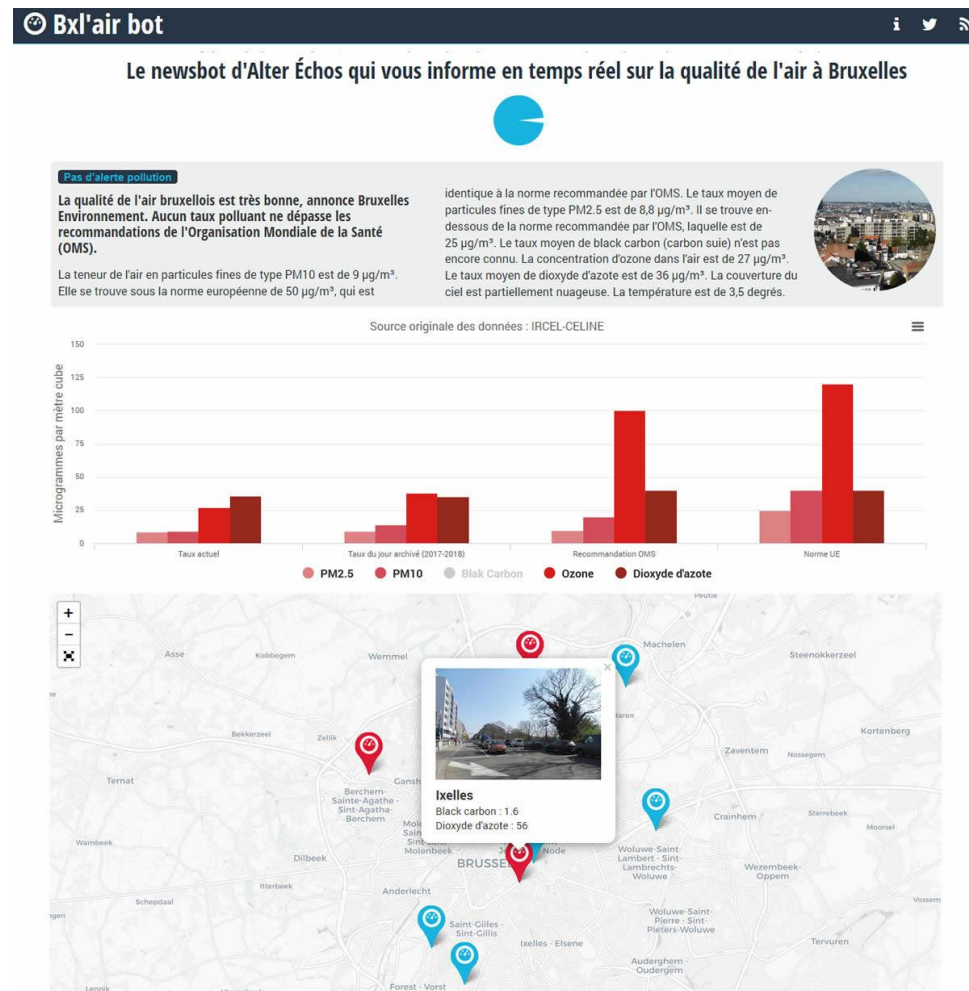 Bxl'air bot
Le newsbot d'Alter Échos qui vous informe en temps réel sur la qualité de l'air à Bruxelles
Pas d'alerte pollution
La qualité de l'air bruxellois est très bonne, annonce Bruxelles
Environnement. Aucun taux polluant ne dépasse les
recommandations de l'Organisation Mondiale de la Santé
(OMS).
La teneur de l'air en particules fines de type PM10 est de 9 µg/m³.
Elle se trouve sous la norme européenne de 50 µg/m³, qui est
identique à la norme recommandée par l'OMS. Le taux moyen de
particules fines de type PM2.5 est de 8,8 µg/m³. Il se trouve en-
dessous de la norme recommandée par l'OMS, laquelle est de
25 µg/m³. Le taux moyen de black carbon (carbon suie) n'est pas
encore connu. La concentration d'ozone dans l'air est de 27 µg/m³.
Le taux moyen de dioxyde d'azote est de 36 µg/m³. La couverture du
ciel est partiellement nuageuse. La température est de 3,5 degrés.
Source originale des données : IRCEL-CELINE
Microgrammes par mètre cube
150
125
100
75
50
25
0
Taux actuel
Taux du jour archivé (2017-2018)
Recommandation OMS
Norme UE
PM2.5
PM10
Blak Carbon
Ozone
Dioxyde d'azote
+
−
Peutie
Asse
Kobbegem
Wemmel
Machelen
Steenokkerzeel
Bekkerzeel
Zellik
Kortenberg
Zaventem
Nossegem
Ternat
Berchem-
Sainte-Agathe -
Sint-Agatha-
Berchem
Ixelles
Black carbon : 1.6
Dioxyde d'azote : 56
Crainhem
Sterrebeek
Moorsel
Wambeek
Dilbeek
Molenbeek
BRUSSE
Woluwe-Saint-
Lambert - Sint-
Lambrechts-
Woluwe
Wezembeek-
Oppem
Itterbeek
Anderlecht
Schepdaal
Vossem
Saint-Gilles -
Sint-Gillis
Ixelles - Elsene
Woluwe-Saint-
Pierre - Sint-
Pieters-Woluwe
Tervuren
Auderghem -
Oudergem
Forest - Vorst
Lennik